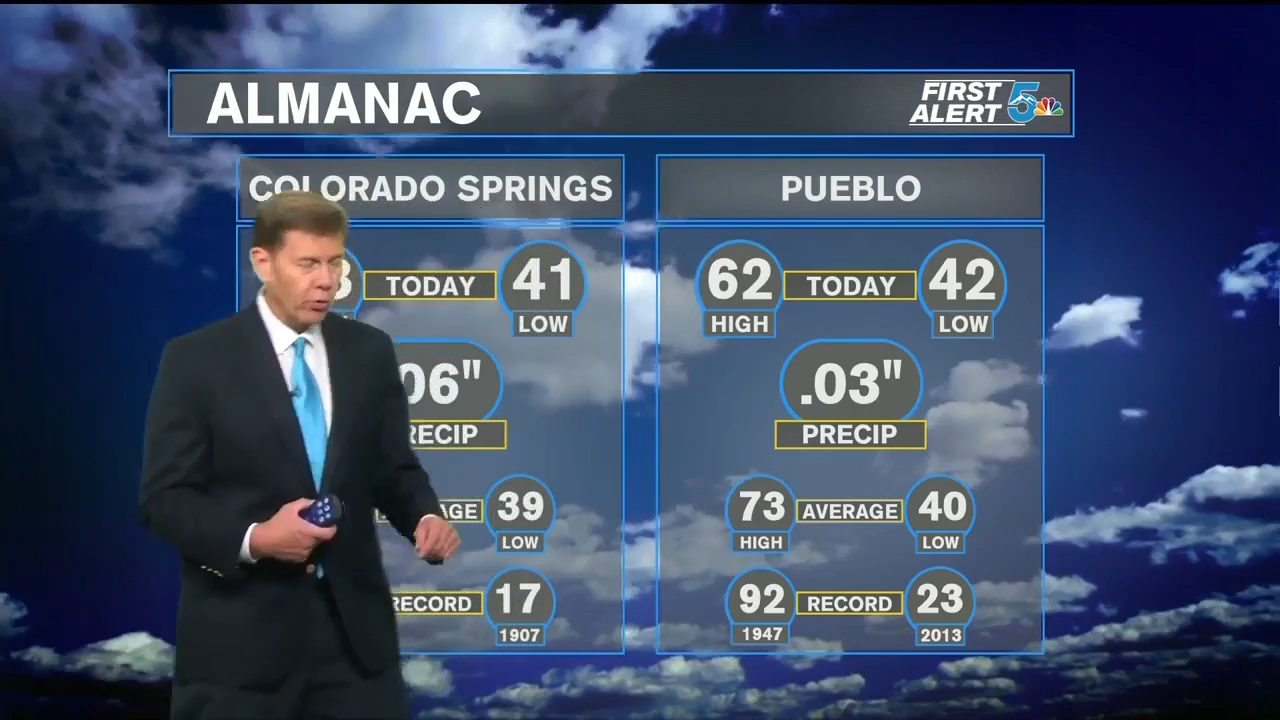 ALMANAC
FIRST
ALERT 5
COLORADO SPRINGS
TODAY
41
LOW
06"
39
LOW
RECORD
17
1907
PUEBLO
62
HIGH
TODAY
42
LOW
.03"
PRECIP
73
HIGH
AVERAGE
40
LOW
92
1947
RECORD
23
2013